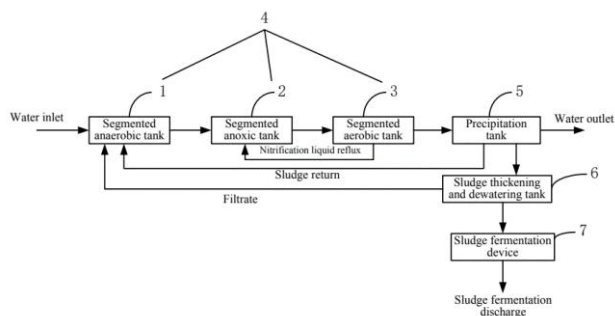 4
1
2
3
5
Water inlet
Segmented
anaerobic tank
Segmented
anoxic tank
Segmented
aerobic tank
Precipitation
tank
Water outlet
Nitrification liquid reflux
Sludge return
Filtrate
Sludge thickening
and dewatering tank
6
Sludge fermentation
device
7
Sludge fermentation
discharge